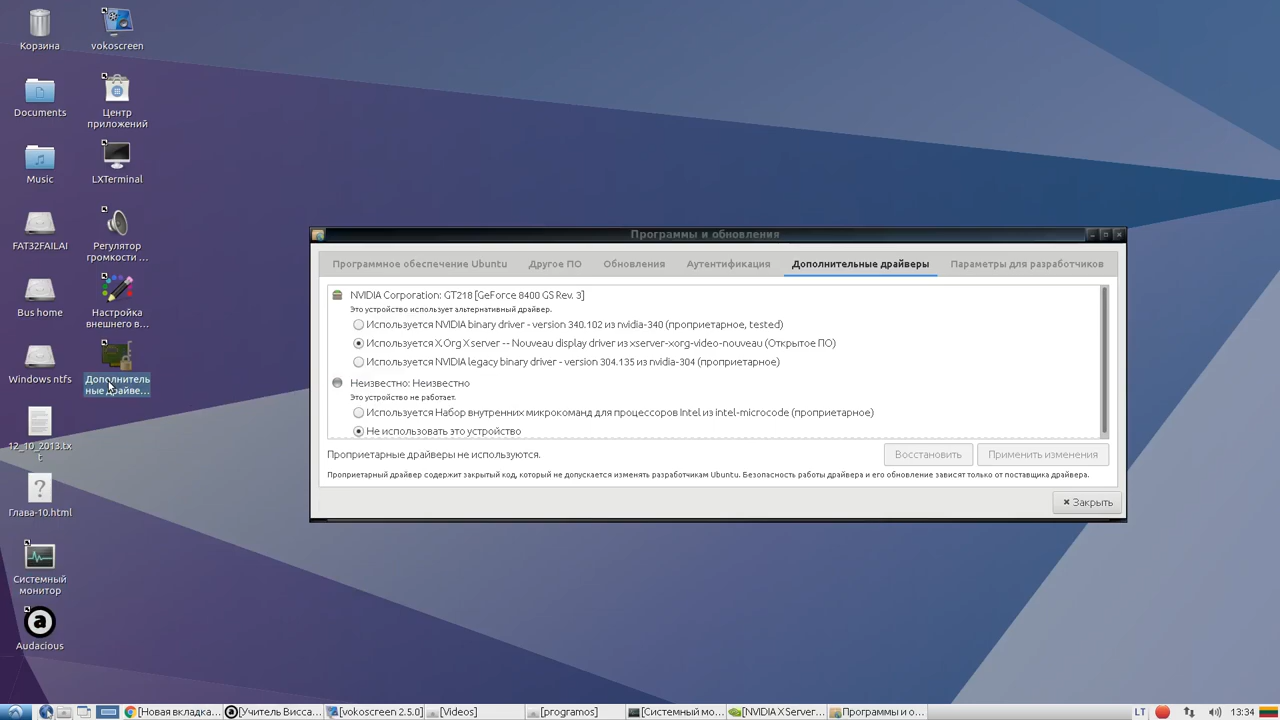 Корзина
vokoscreen
Documents
Центр
приложений
Music
LXTerminal
FAT32FAILAI
Регулятор
громкости ...
Bus home
Настройка
внешнего в...
Windows ntfs
Дополнитель
ные драйве...
12_10_2013.tx
t
Глава-10.html
Системный
монитор
Audacious
Программы и обновления
Программное обеспечение Ubuntu
Другое ПО
Обновления
Аутентификация
Дополнительные драйверы
Параметры для разработчиков
NVIDIA Corporation: GT218 [GeForce 8400 GS Rev. 3]
Это устройство использует альтернативный драйвер.
Используется NVIDIA binary driver - version 340.102 из nvidia-340 (проприетарное, tested)
Используется X.Org X server -- Nouveau display driver из xserver-xorg-video-nouveau (Открытое ПО)
Используется NVIDIA legacy binary driver - version 304.135 из nvidia-304 (проприетарное)
Неизвестно: Неизвестно
Это устройство не работает.
Используется Набор внутренних микрокоманд для процессоров Intel из intel-microcode (проприетарное)
Не использовать это устройство
Проприетарные драйверы не используются.
Восстановить
Применить изменения
Проприетарный драйвер содержит закрытый код, который не допускается изменять разработчикам Ubuntu. Безопасность работы драйвера и его обновление зависят только от поставщика драйвера.
Закрыть
[Новая вкладка...
[Учитель Висса...
[vokoscreen 2.5.0]
[Videos]
[programos]
[Системный мо...
[NVIDIA X Server...
Программы и о...
LT
13:34